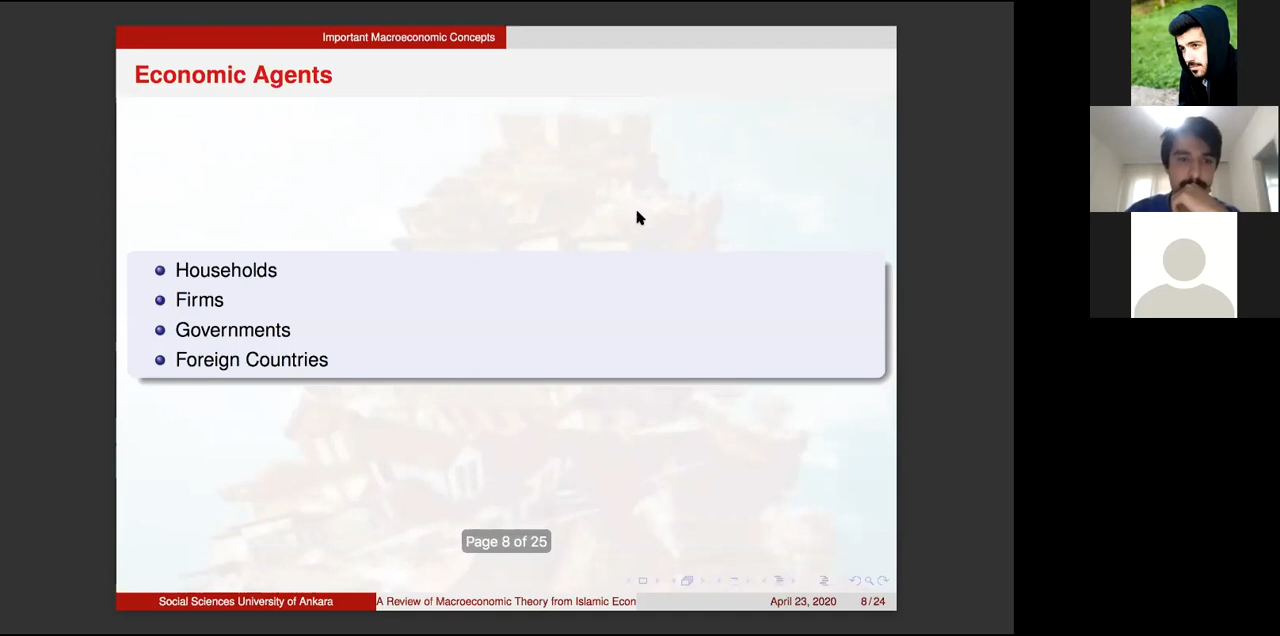 Important Macroeconomic Concepts
Economic Agents
Households
Firms
Governments
Foreign Countries
Page 8 of 25
Social Sciences University of Ankara
A Review of Macroeconomic Theory from Islamic Econ
April 23, 2020
8 / 24